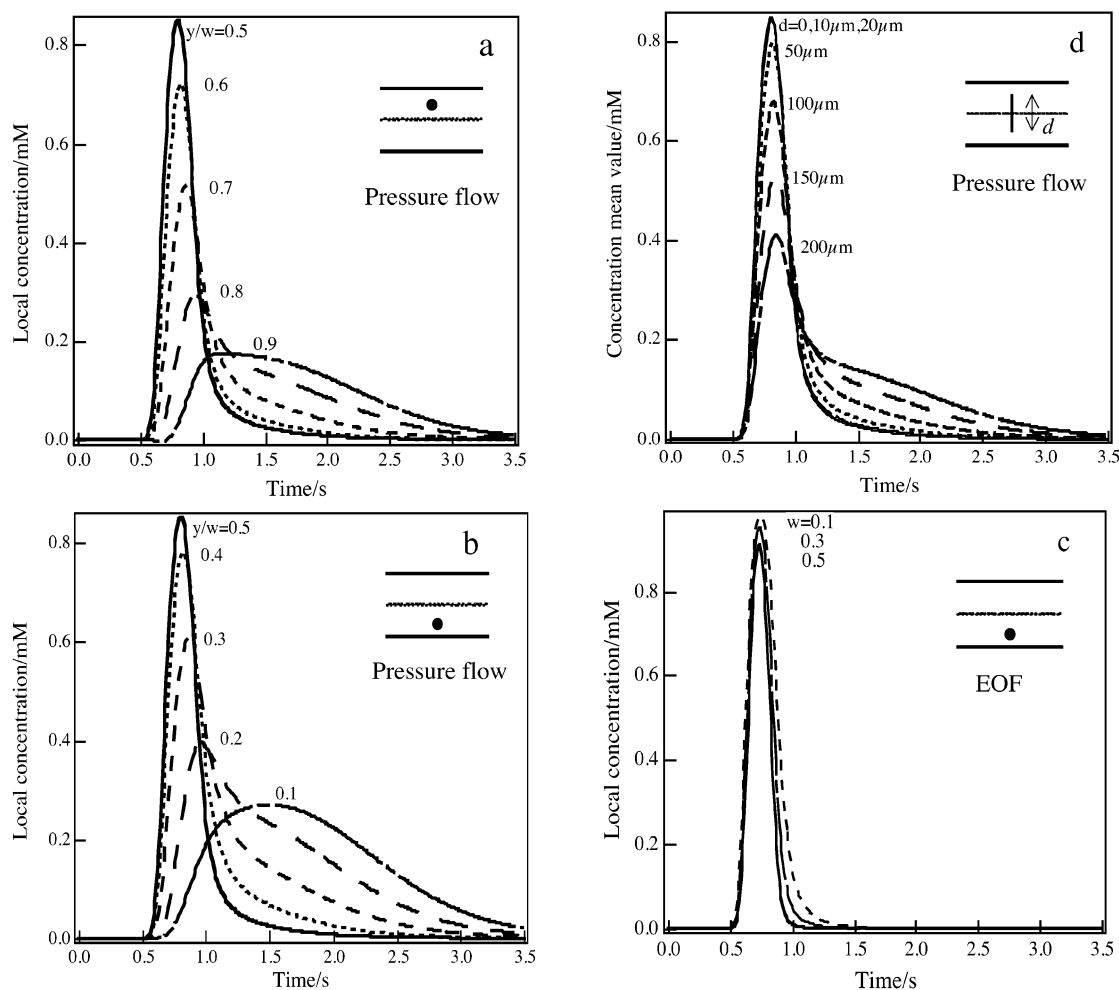 a
y/w=0.5
0.6
0.7
0.8
0.9
Pressure flow
Local concentration/mM
0.8
0.6
0.4
0.2
0.0
0.0 0.5 1.0 1.5 2.0 2.5 3.0 3.5
Time/s
d
d=0,10µm,20µm
50µm
100µm
150µm
200µm
d
Pressure flow
Concentration mean value/mM
0.8
0.6
0.4
0.2
0.0
0.0 0.5 1.0 1.5 2.0 2.5 3.0 3.5
Time/s
b
y/w=0.5
0.4
0.3
0.2
0.1
Pressure flow
Local concentration/mM
0.8
0.6
0.4
0.2
0.0
0.0 0.5 1.0 1.5 2.0 2.5 3.0 3.5
Time/s
c
w=0.1
0.3
0.5
EOF
Local concentration/mM
0.8
0.6
0.4
0.2
0.0
0.0 0.5 1.0 1.5 2.0 2.5 3.0 3.5
Time/s